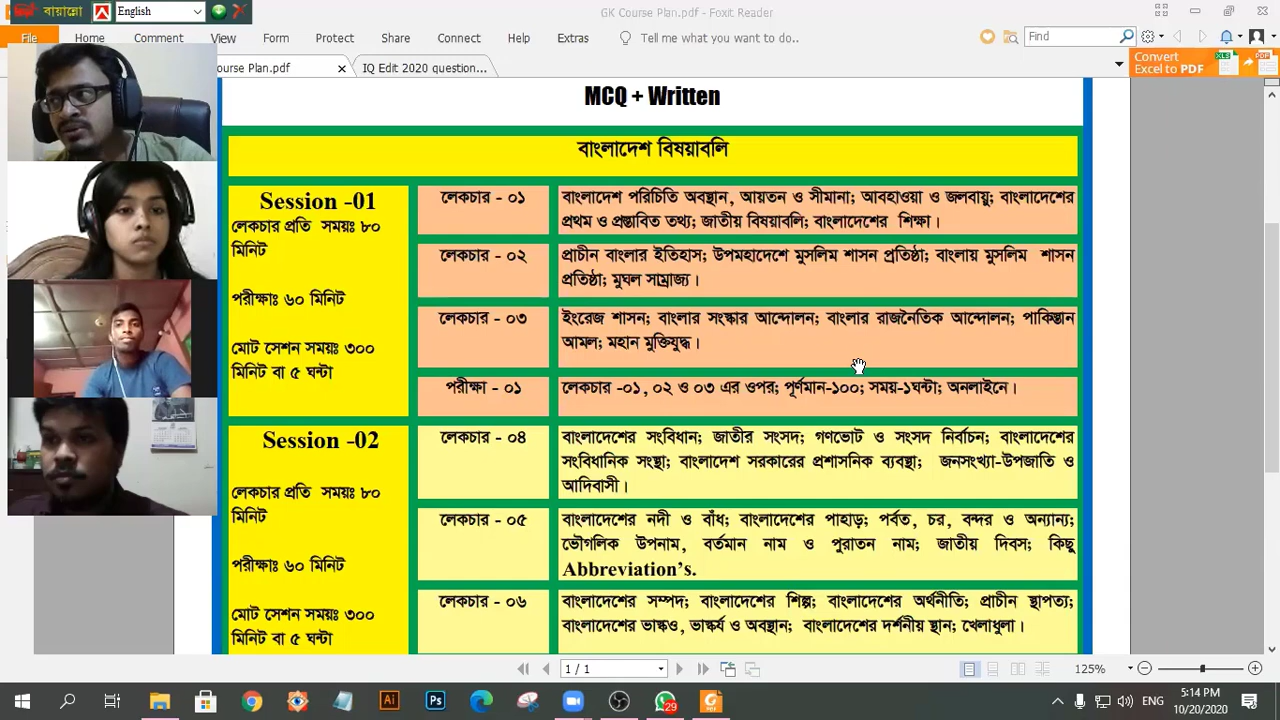 বায়ান্নো
English
GK Course Plan.pdf - Foxit Reader
File Home Comment View Form Protect Share Connect Help Extras Tell me what you want to do.. Find
ourse Plan.pdf
IQ Edit 2020 question...
Convert
Excel to PDF
MCQ + Written
বাংলাদেশ বিষয়াবলি
Session -01
লেকচার প্রতি সময়ঃ ৮০
মিনিট
পরীক্ষাঃ ৬০ মিনিট
মোট সেশন সময়ঃ ৩০০
মিনিট বা ৫ ঘন্টা
লেকচার - ০১
বাংলাদেশ পরিচিতি অবস্থান, আয়তন ও সীমানা; আবহাওয়া ও জলবায়ু; বাংলাদেশের
প্রথম ও প্রস্তাবিত তথ্য; জাতীয় বিষয়াবলি; বাংলাদেশের শিক্ষা।
লেকচার - ০২
প্রাচীন বাংলার ইতিহাস; উপমহাদেশে মুসলিম শাসন প্রতিষ্ঠা; বাংলায় মুসলিম শাসন
প্রতিষ্ঠা; মুঘল সাম্রাজ্য।
লেকচার - ০৩
ইংরেজ শাসন; বাংলার সংস্কার আন্দোলন; বাংলার রাজনৈতিক আন্দোলন; পাকিস্তান
আমল; মহান মুক্তিযুদ্ধ।
পরীক্ষা - ০১
লেকচার -০১, ০২ ও ০৩ এর ওপর; পূর্ণমান-১০০; সময়-১ঘন্টা; অনলাইনে।
Session -02
লেকচার প্রতি সময়ঃ ৮০
মিনিট
পরীক্ষাঃ ৬০ মিনিট
মোট সেশন সময়ঃ ৩০০
মিনিট বা ৫ ঘন্টা
লেকচার - ০৪
বাংলাদেশের সংবিধান; জাতীর সংসদ; গণভোট ও সংসদ নির্বাচন; বাংলাদেশের
সংবিধানিক সংস্থা; বাংলাদেশ সরকারের প্রশাসনিক ব্যবস্থা; জনসংখ্যা-উপজাতি ও
আদিবাসী।
লেকচার - ০৫
বাংলাদেশের নদী ও বাঁধ; বাংলাদেশের পাহাড়; পর্বত, চর, বন্দর ও অন্যান্য;
ভৌগলিক উপনাম, বর্তমান নাম ও পুরাতন নাম; জাতীয় দিবস; কিছু
Abbreviation's.
লেকচার - ০৬
বাংলাদেশের সম্পদ; বাংলাদেশের শিল্প; বাংলাদেশের অর্থনীতি; প্রাচীন স্থাপত্য;
বাংলাদেশের ভাস্কও, ভাস্কর্য ও অবস্থান; বাংলাদেশের দর্শনীয় স্থান; খেলাধুলা।
1 / 1
125%
29
ENG
5:14 PM
10/20/2020